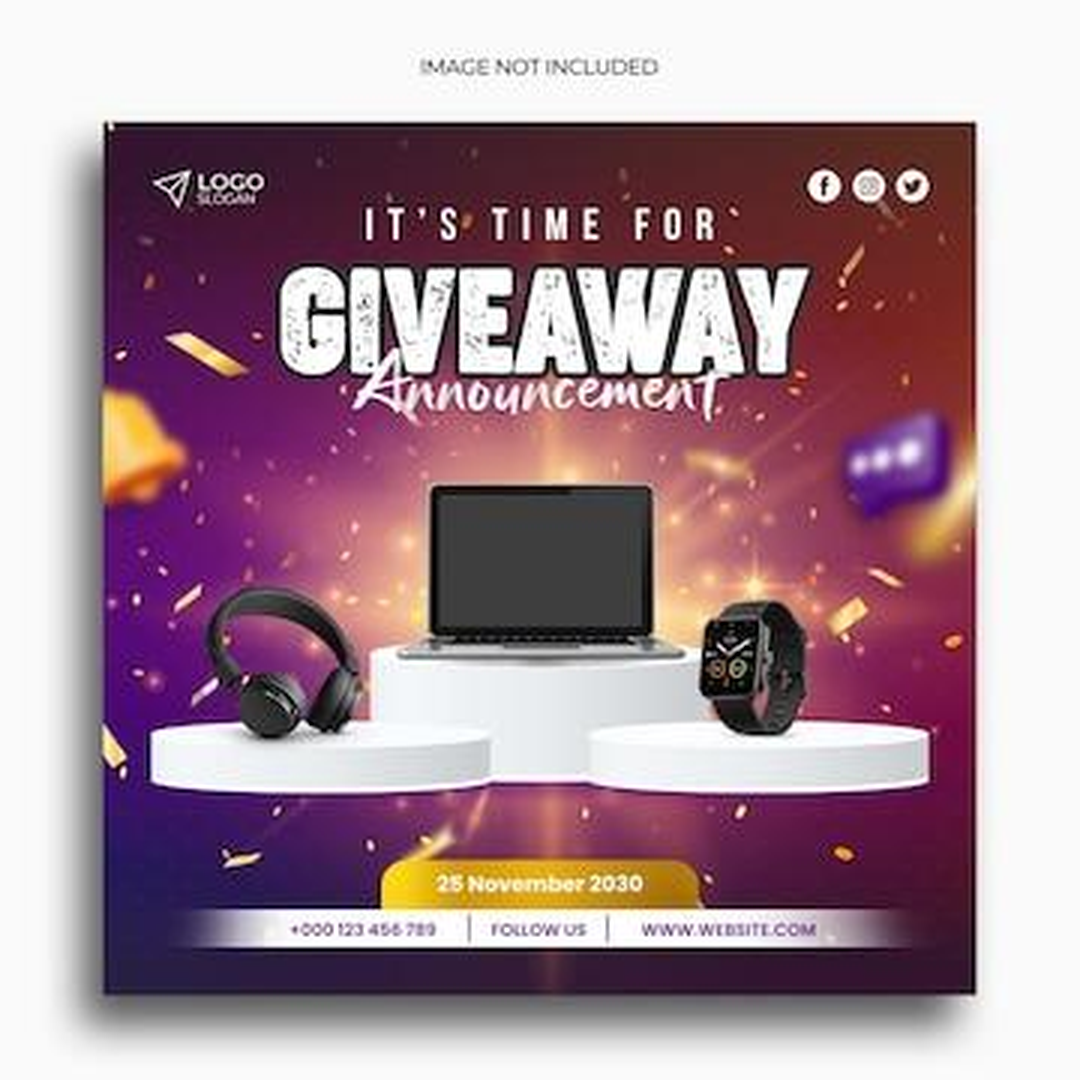 IMAGE NOT INCLUDED
LOGO
SLOGAN
IT'S TIME FOR
GIVEAWAY
Announcement
25 November 2030
+000 123 456 789 FOLLOW US WWW.WEBSITE.COM